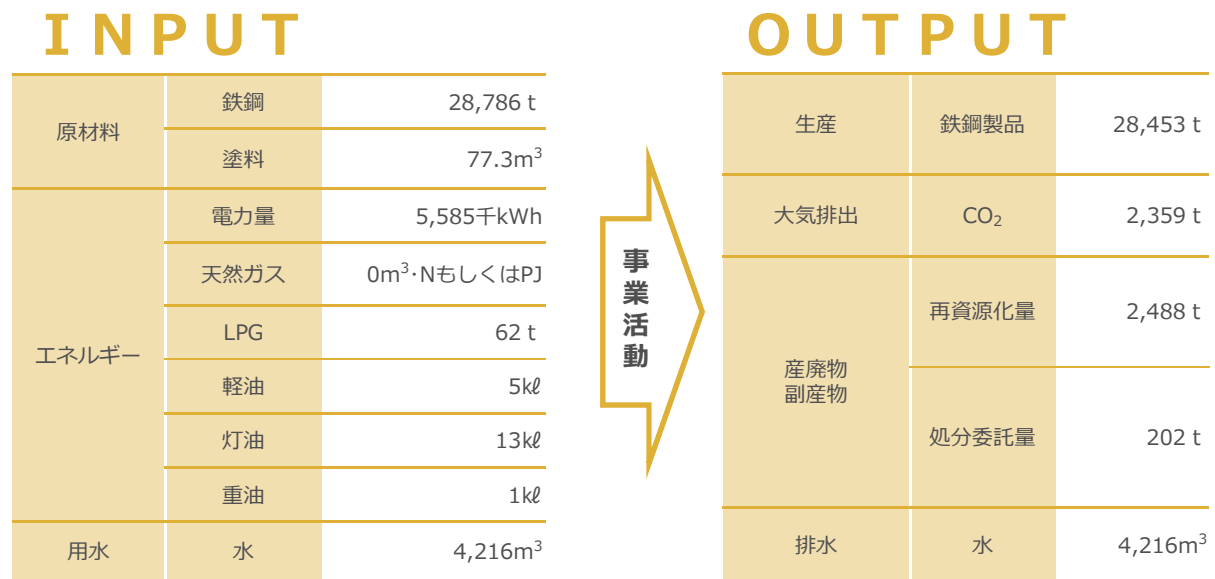 INPUT
原材料 鉄鋼 28,786 t
塗料 77.3m³
エネルギー 電力量 5,585千kWh
天然ガス 0m³･NもしくはPJ
LPG 62 t
軽油 5kℓ
灯油 13kℓ
重油 1kℓ
用水 水 4,216m³
事業活動
OUTPUT
生産 鉄鋼製品 28,453 t
大気排出 CO₂ 2,359 t
産廃物
副産物
再資源化量 2,488 t
処分委託量 202 t
排水 水 4,216m³